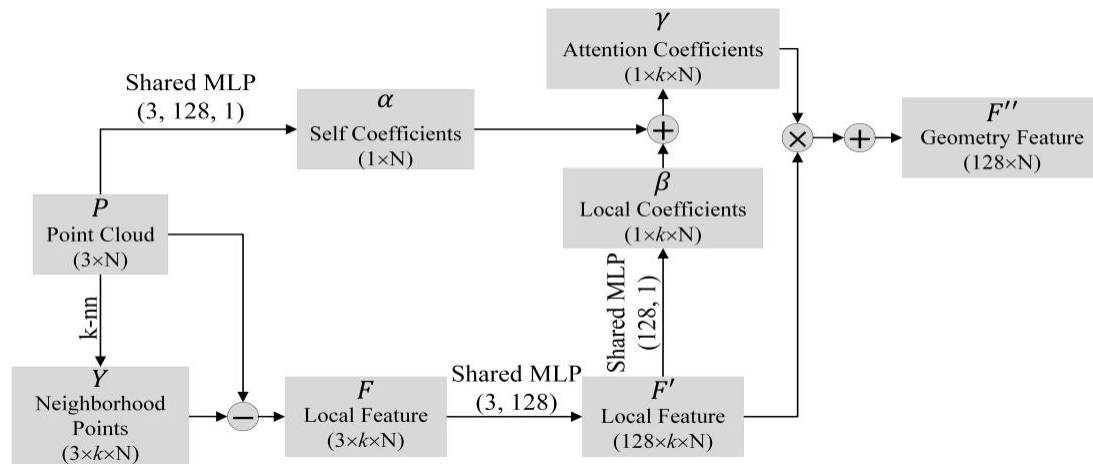 γ
Attention Coefficients
(1×k×N)
Shared MLP
(3, 128, 1)
α
Self Coefficients
(1×N)
+
×
+
F''
Geometry Feature
(128×N)
β
Local Coefficients
(1×k×N)
P
Point Cloud
(3×N)
k-nn
Shared MLP
(128, 1)
Y
Neighborhood
Points
(3×k×N)
−
F
Local Feature
(3×k×N)
Shared MLP
(3, 128)
F'
Local Feature
(128×k×N)